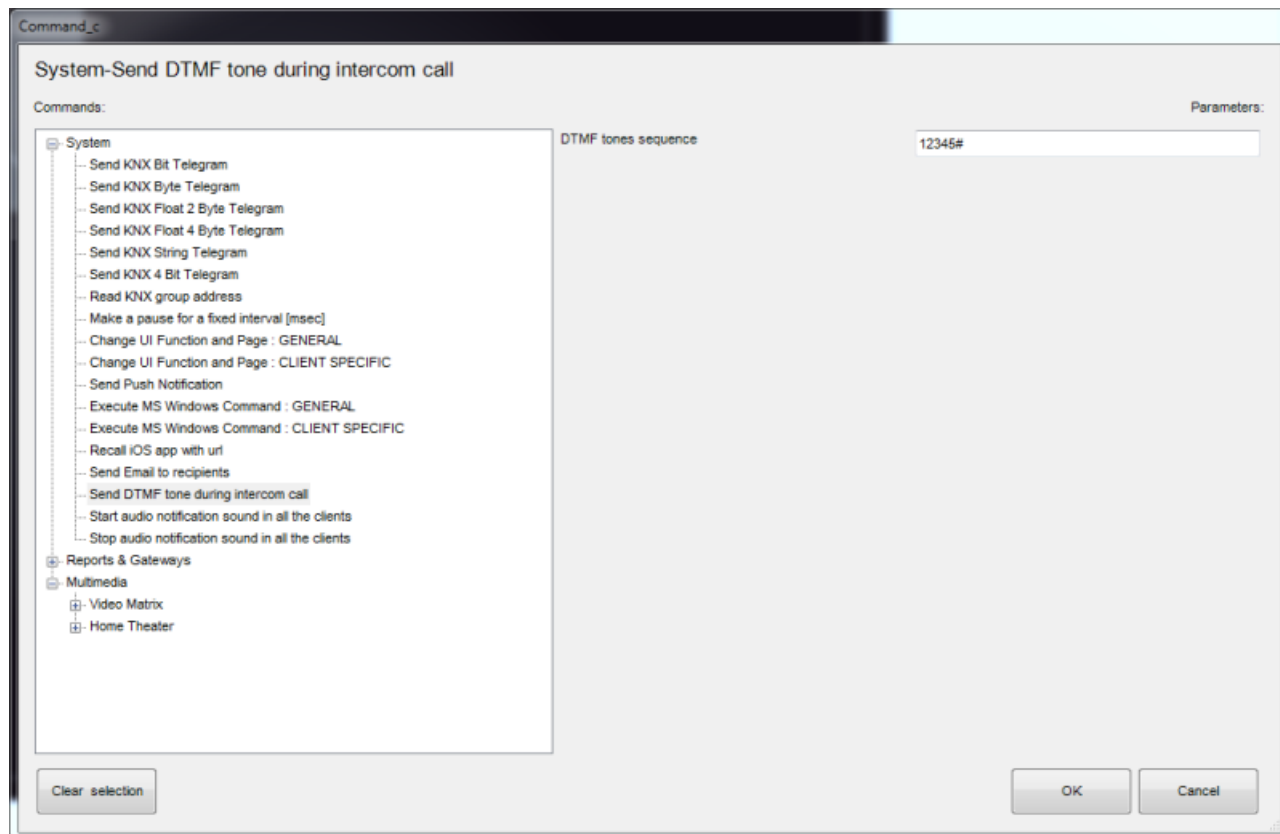 Command_c
System-Send DTMF tone during intercom call
Commands:
Parameters:
System
Send KNX Bit Telegram
Send KNX Byte Telegram
Send KNX Float 2 Byte Telegram
Send KNX Float 4 Byte Telegram
Send KNX String Telegram
Send KNX 4 Bit Telegram
Read KNX group address
Make a pause for a fixed interval [msec]
Change UI Function and Page : GENERAL
Change UI Function and Page : CLIENT SPECIFIC
Send Push Notification
Execute MS Windows Command : GENERAL
Execute MS Windows Command : CLIENT SPECIFIC
Recall iOS app with url
Send Email to recipients
Send DTMF tone during intercom call
Start audio notification sound in all the clients
Stop audio notification sound in all the clients
Reports & Gateways
Multimedia
Video Matrix
Home Theater
DTMF tones sequence
12345#
Clear selection
OK
Cancel